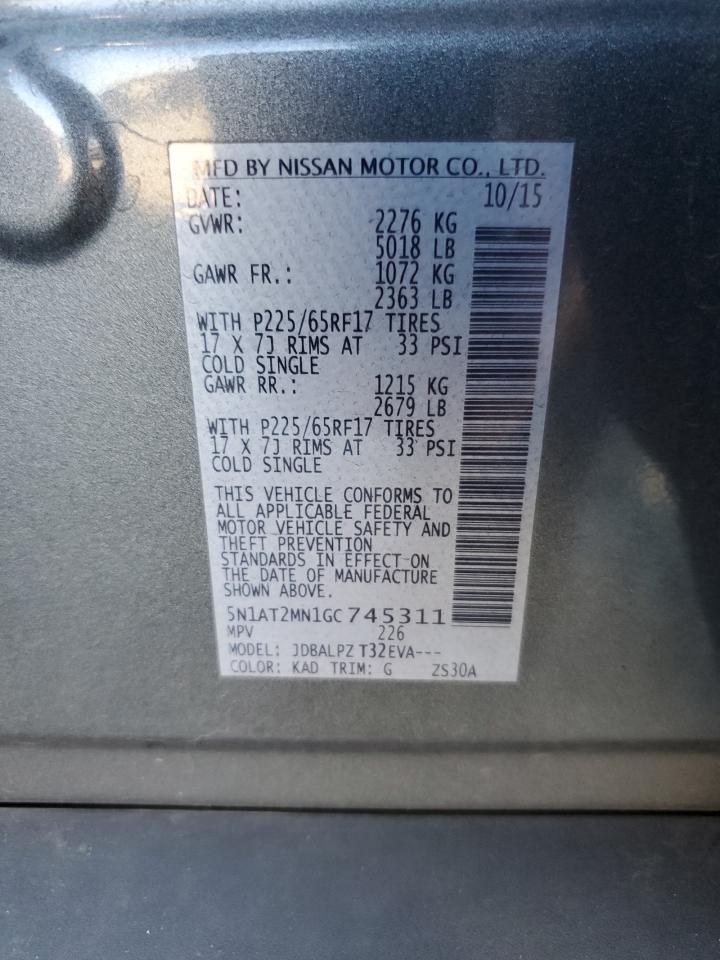 MFD BY NISSAN MOTOR CO., LTD.
DATE: 10/15
GVWR: 2276 KG
5018 LB
GAWR FR.: 1072 KG
2363 LB
WITH P225/65RF17 TIRES
17 X 7J RIMS AT 33 PSI
COLD SINGLE
GAWR RR.: 1215 KG
2679 LB
WITH P225/65RF17 TIRES
17 X 7J RIMS AT 33 PSI
COLD SINGLE
THIS VEHICLE CONFORMS TO
ALL APPLICABLE FEDERAL
MOTOR VEHICLE SAFETY AND
THEFT PREVENTION
STANDARDS IN EFFECT ON
THE DATE OF MANUFACTURE
SHOWN ABOVE.
5N1AT2MN1GC745311
MPV 226
MODEL: JDBALPZ T32EVA---
COLOR: KAD TRIM: G ZS30A